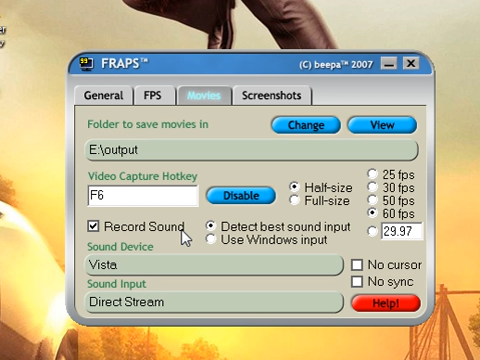 FRAPS™ (C) beepa™ 2007
General FPS Movies Screenshots
Folder to save movies in Change View
E:\output
Video Capture Hotkey
F6 Disable
Half-size
Full-size
25 fps
30 fps
50 fps
60 fps
29.97
Record Sound
Detect best sound input
Use Windows input
Sound Device
Vista
No cursor
No sync
Sound Input
Direct Stream
Help!